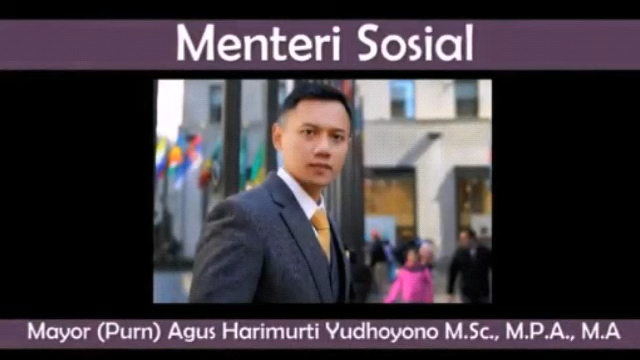 Menteri Sosial
Mayor (Purn) Agus Harimurti Yudhoyono M.Sc., M.P.A., M.A